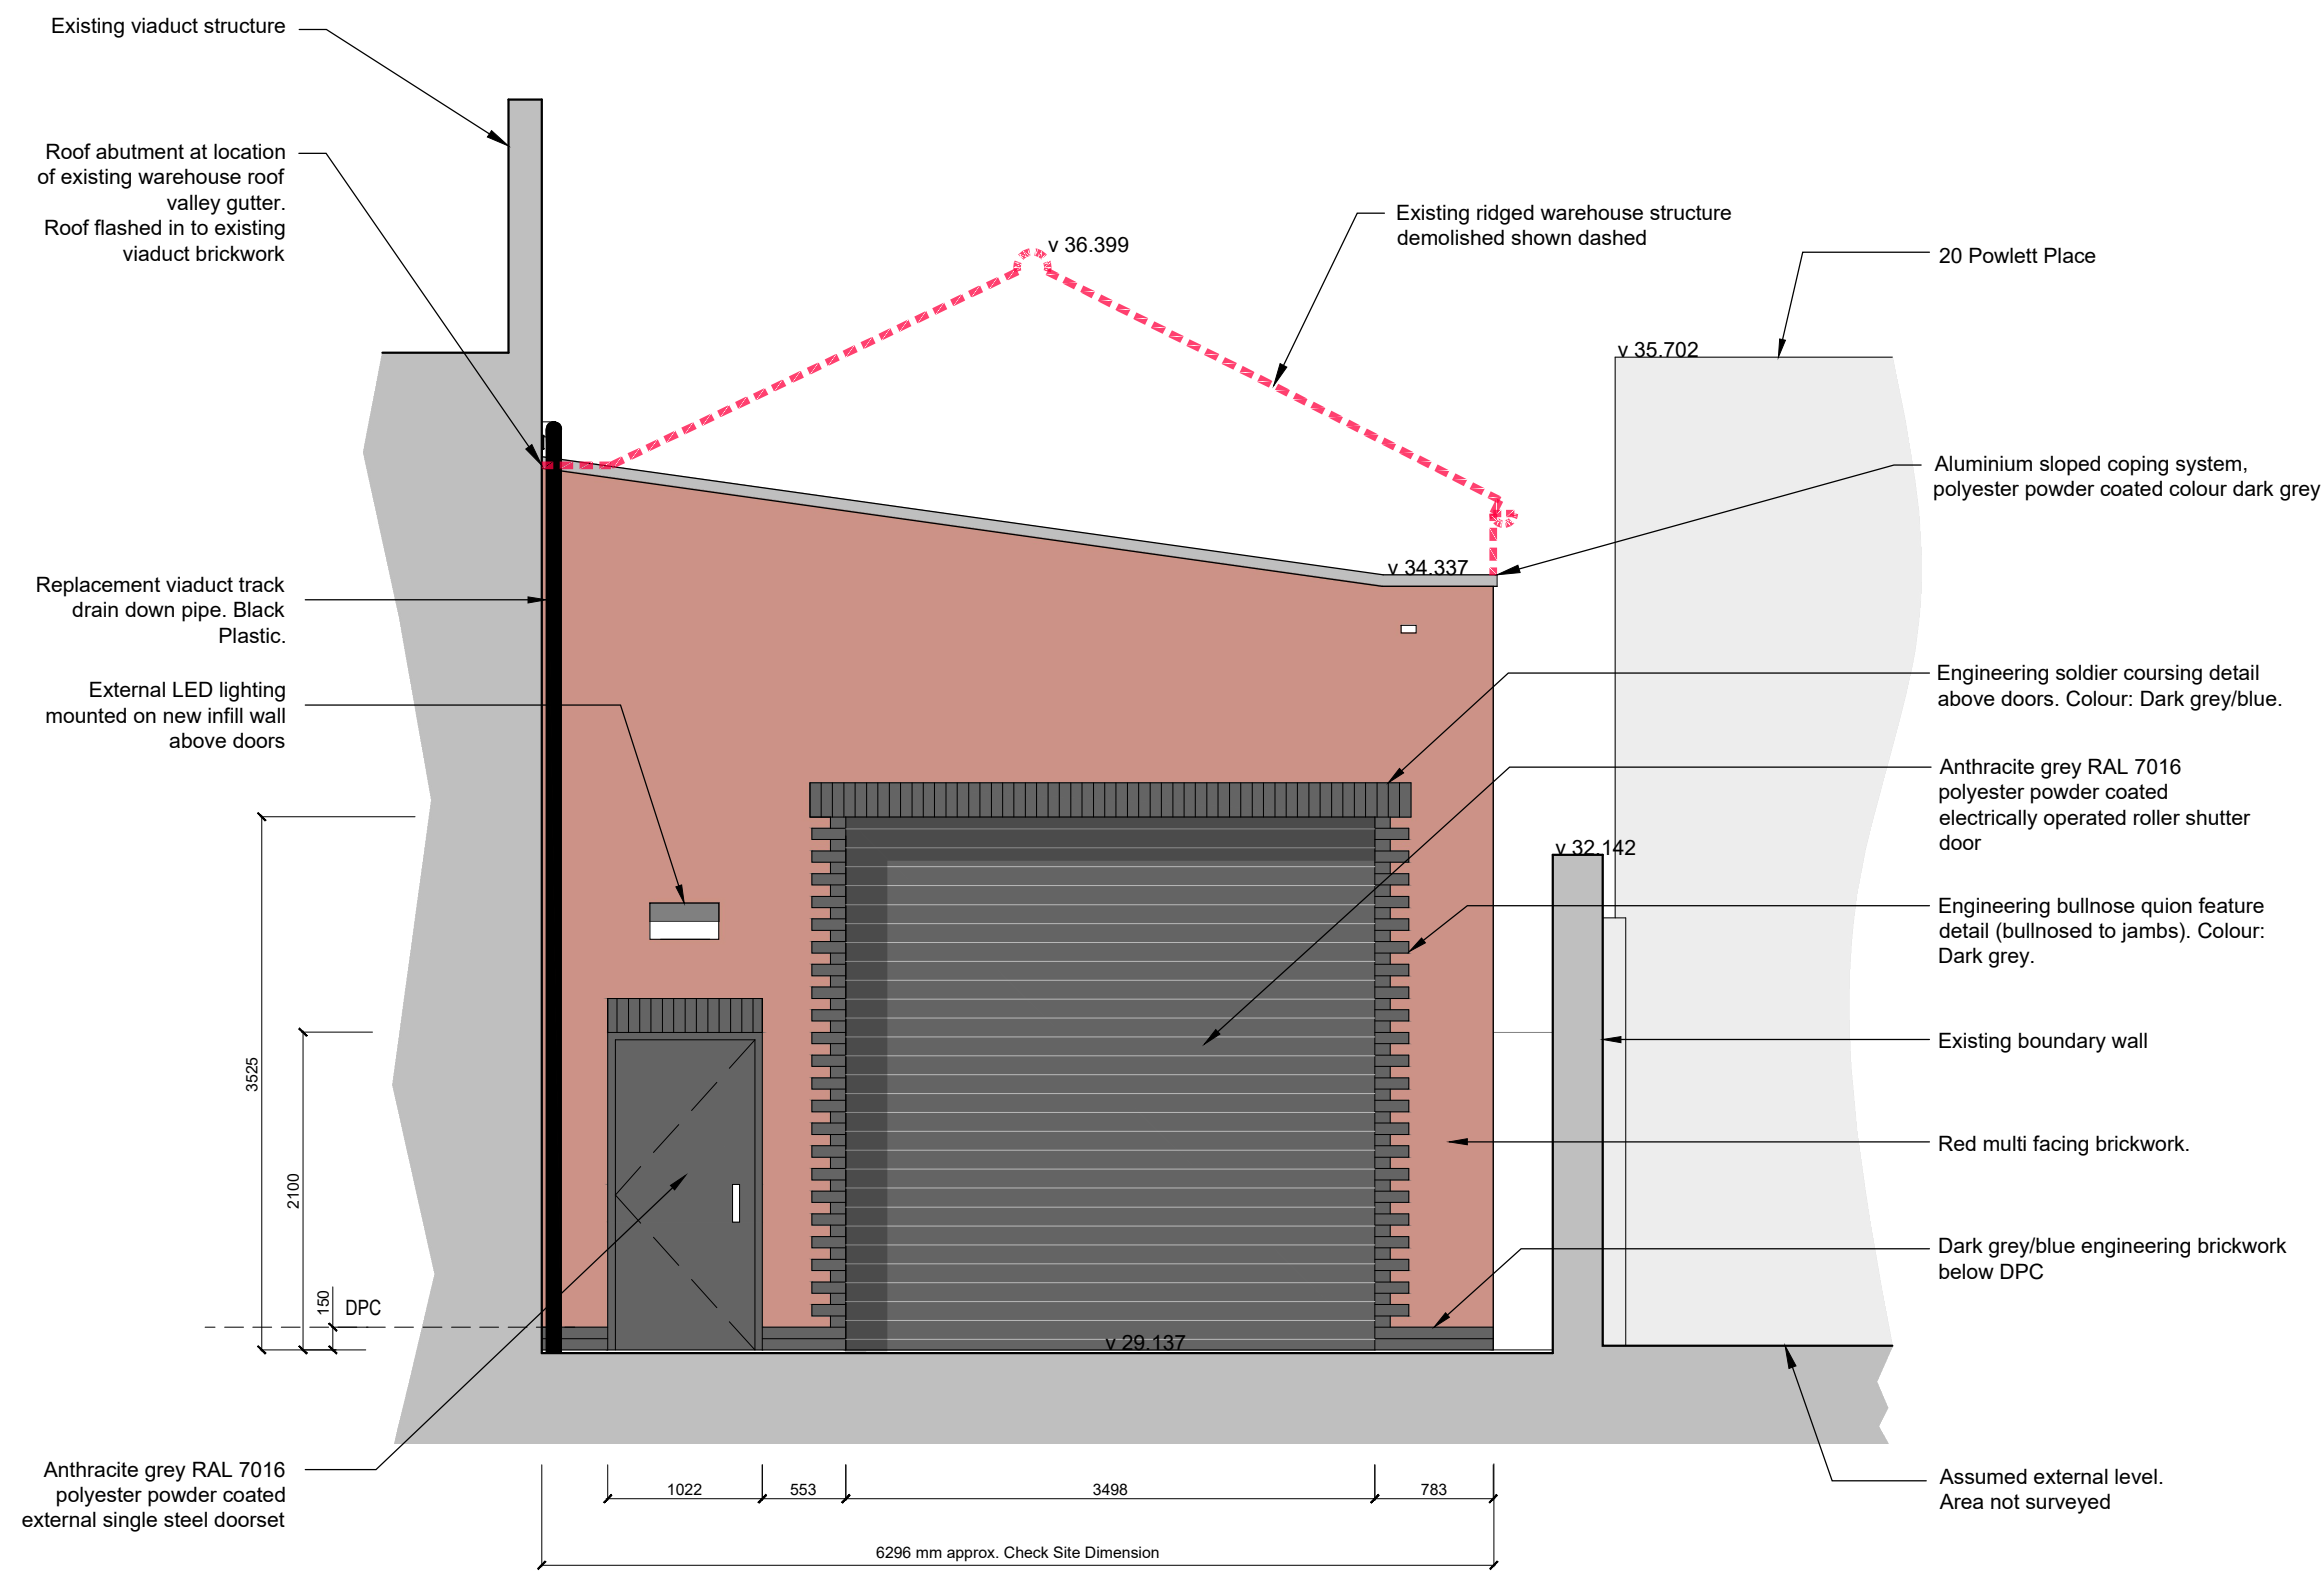 Existing viaduct structure
Roof abutment at location
of existing warehouse roof
valley gutter.
Roof flashed in to existing
viaduct brickwork
Replacement viaduct track
drain down pipe. Black
Plastic.
External LED lighting
mounted on new infill wall
above doors
Anthracite grey RAL 7016
polyester powder coated
external single steel doorset
3525
2100
150
DPC
v 36.399
v 35.702
v 34.337
v 32.142
v 29.137
Existing ridged warehouse structure
demolished shown dashed
20 Powlett Place
Aluminium sloped coping system,
polyester powder coated colour dark grey
Engineering soldier coursing detail
above doors. Colour: Dark grey/blue.
Anthracite grey RAL 7016
polyester powder coated
electrically operated roller shutter
door
Engineering bullnose quion feature
detail (bullnosed to jambs). Colour:
Dark grey.
Existing boundary wall
Red multi facing brickwork.
Dark grey/blue engineering brickwork
below DPC
Assumed external level.
Area not surveyed
1022
553
3498
783
6296 mm approx. Check Site Dimension